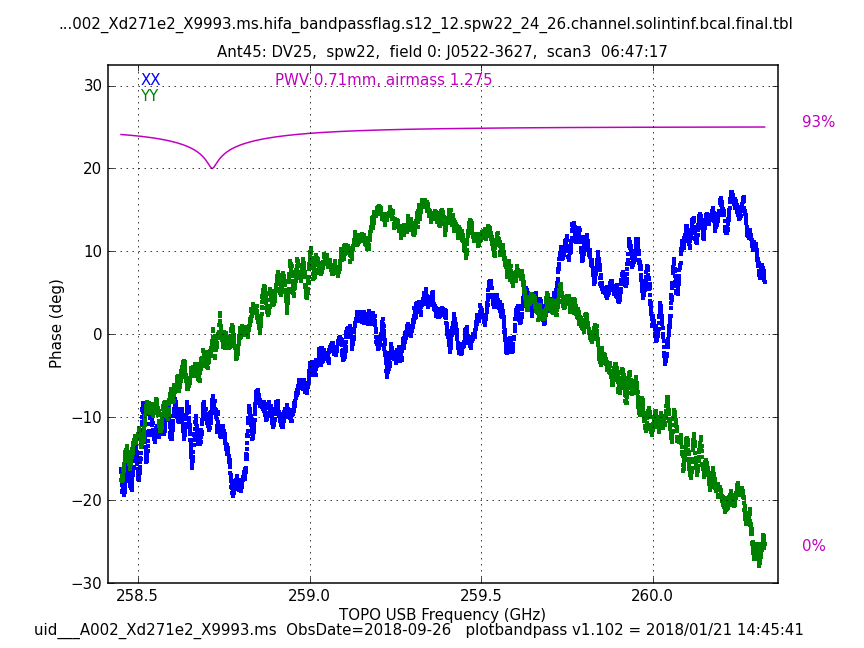 ...002_Xd271e2_X9993.ms.hifa_bandpassflag.s12_12.spw22_24_26.channel.solintinf.bcal.final.tbl
Ant45: DV25,  spw22,  field 0: J0522-3627,  scan3  06:47:17
XX
YY
PWV 0.71mm, airmass 1.275
93%
0%
30
20
10
0
−10
−20
−30
Phase (deg)
258.5
259.0
259.5
260.0
TOPO USB Frequency (GHz)
uid___A002_Xd271e2_X9993.ms  ObsDate=2018-09-26   plotbandpass v1.102 = 2018/01/21 14:45:41